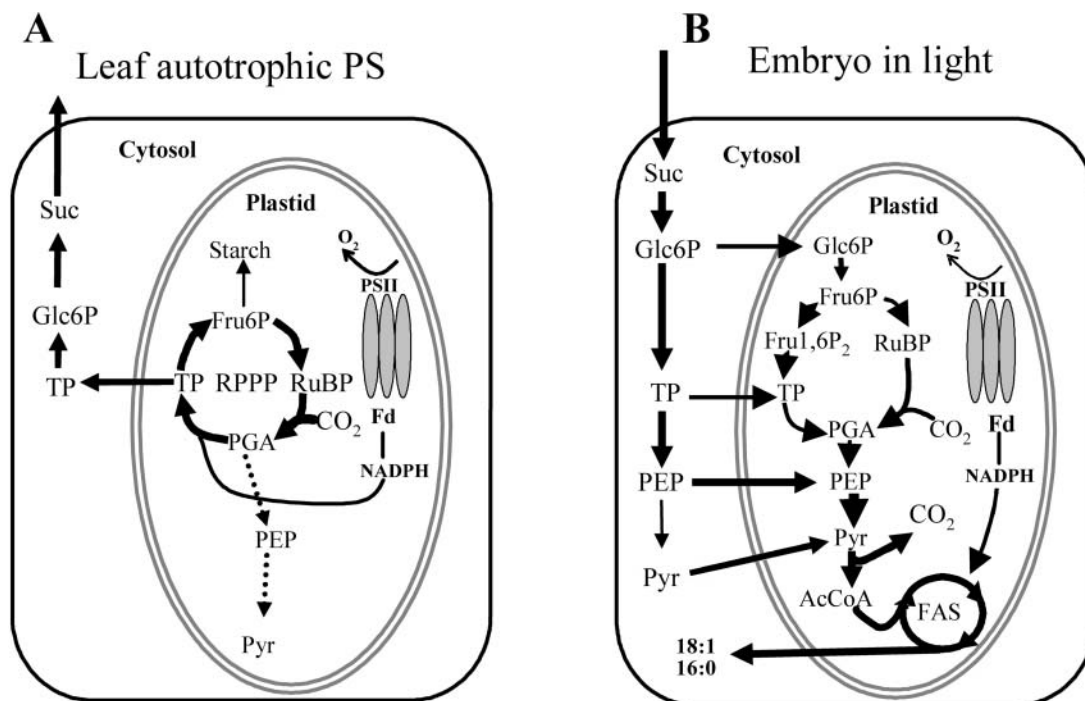 A
Leaf autotrophic PS
Cytosol
Plastid
Suc
Starch
O2
PSII
Glc6P
Fru6P
TP
TP RPPP RuBP
CO2
Fd
PGA
NADPH
PEP
Pyr
B
Embryo in light
Cytosol
Suc
Plastid
Glc6P
Glc6P
O2
PSII
Fru6P
Fru1,6P2
RuBP
TP
TP
PGA
CO2
Fd
PEP
PEP
NADPH
CO2
Pyr
Pyr
AcCoA
FAS
18:1
16:0